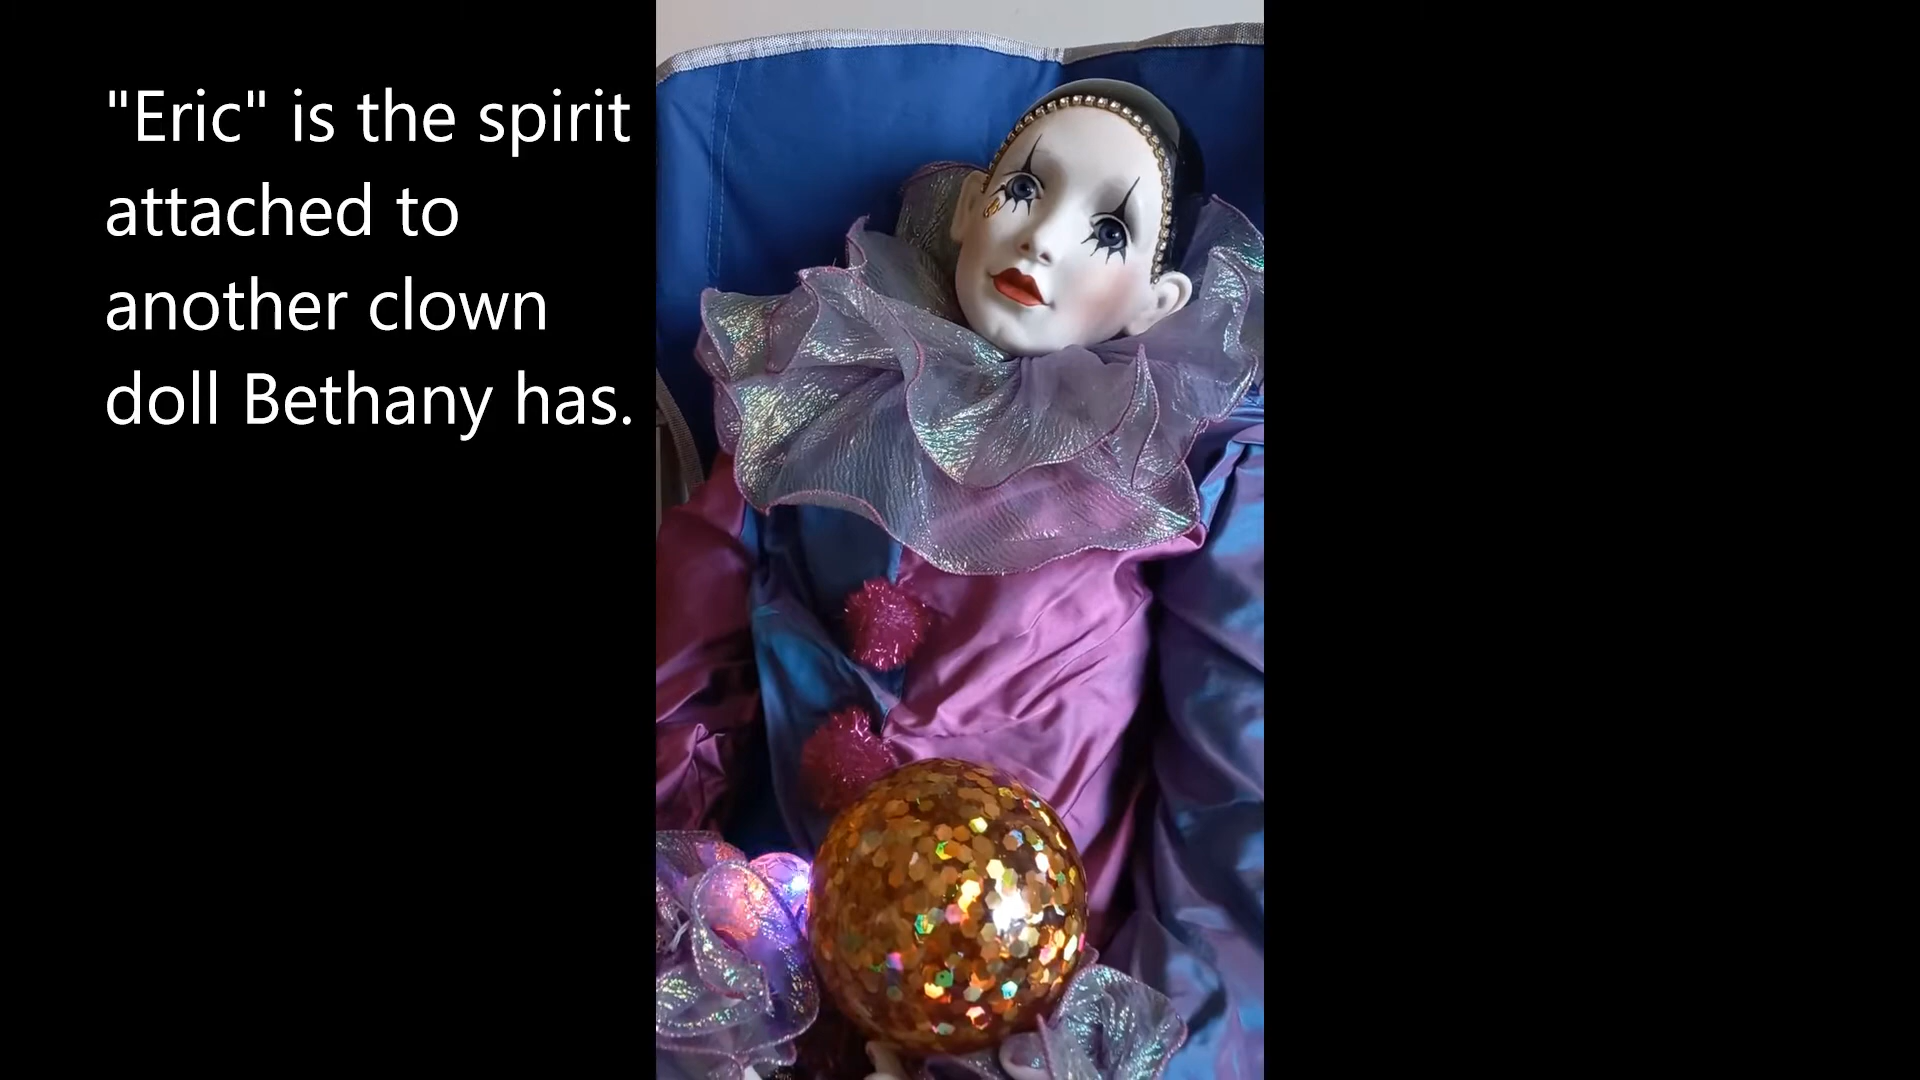 "Eric" is the spirit
attached to
another clown
doll Bethany has.